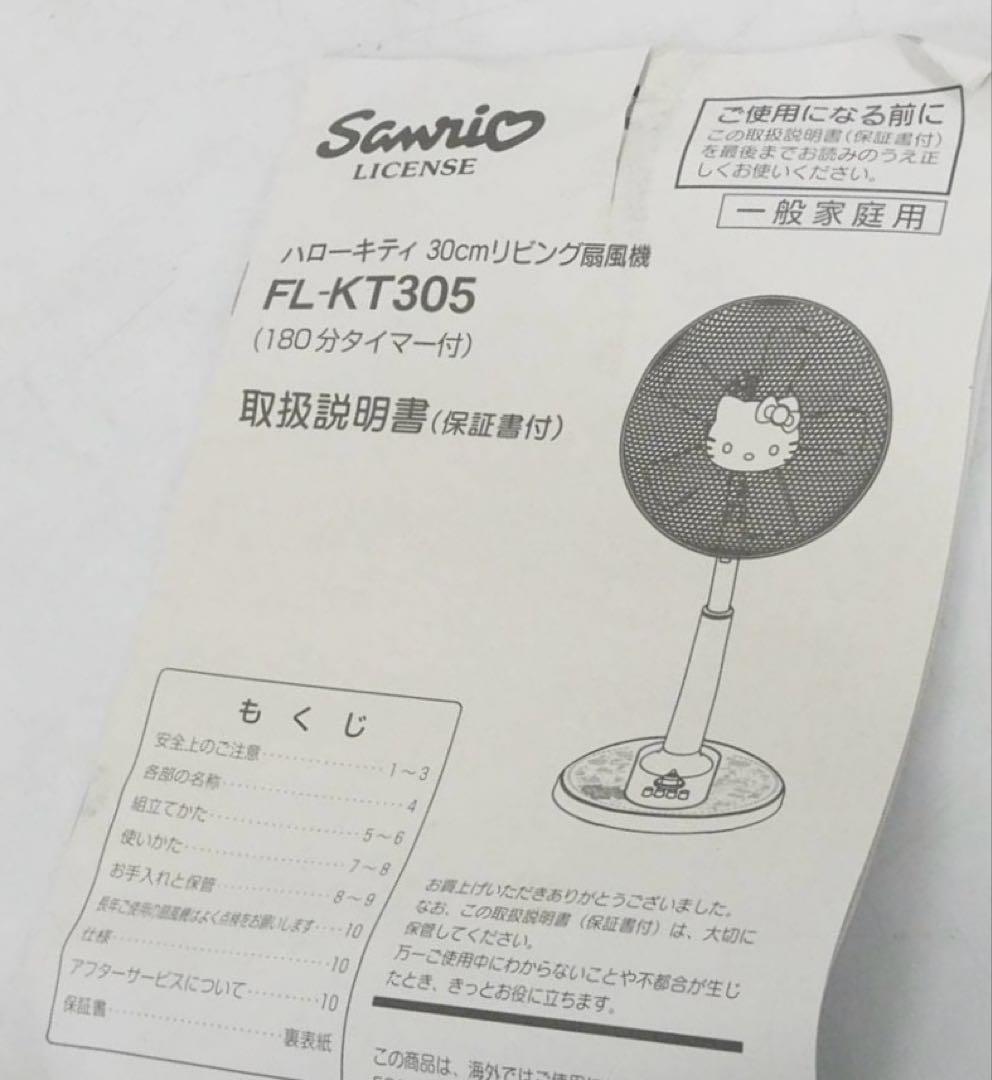 Sanrio
LICENSE
ご使用になる前に
この取扱説明書(保証書付)
を最後までお読みのうえ正
しくお使いください。
一般家庭用
ハローキティ 30cmリビング扇風機
FL-KT305
(180分タイマー付)
取扱説明書(保証書付)
もくじ
安全上のご注意……………1～3
各部の名称……………4
組立てかた……………5～6
使いかた……………7～8
お手入れと保管……………8～9
長年ご使用の扇風機はよく点検をお願いします……10
仕様……………10
アフターサービスについて………10
保証書……………裏表紙
お買上げいただきありがとうございました。
なお、この取扱説明書(保証書付)は、大切に
保管してください。
万一ご使用中にわからないことや不都合が生じ
たとき、きっとお役に立ちます。
この商品は、海外ではご使用に